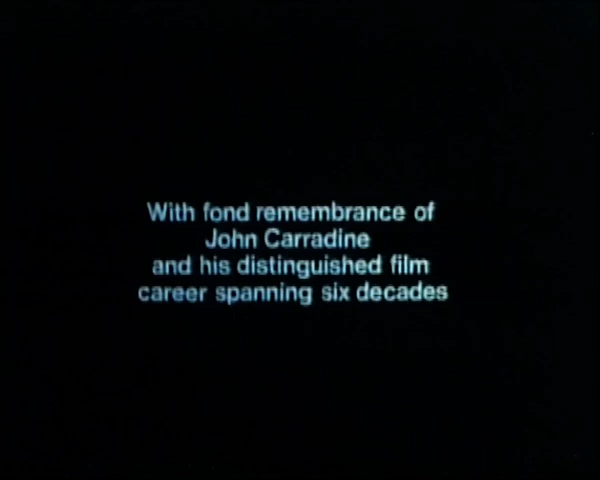 With fond remembrance of
John Carradine
and his distinguished film
career spanning six decades